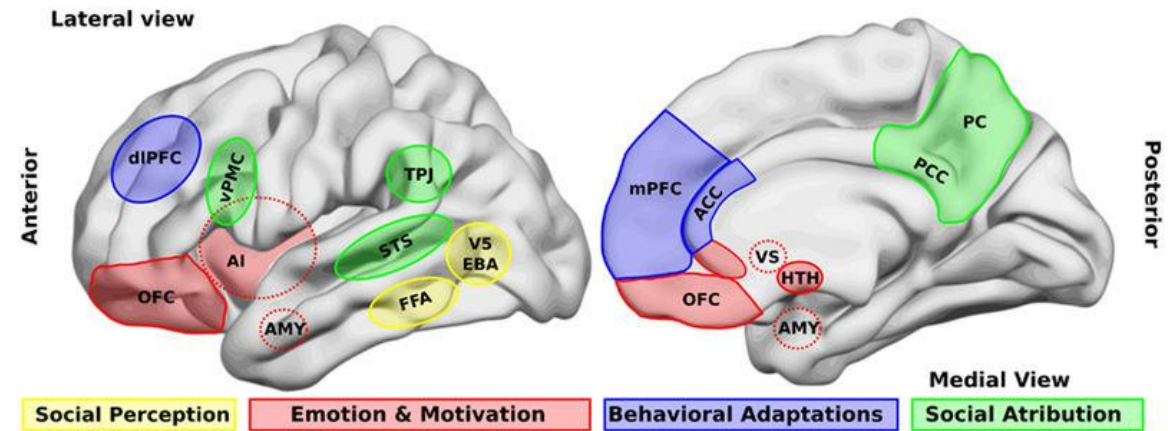 Lateral view
Anterior
dlPFC
vPMC
TPJ
AI
STS
V5
EBA
OFC
FFA
AMY
PC
PCC
mPFC
ACC
VS
HTH
OFC
AMY
Posterior
Medial View
Social Perception
Emotion & Motivation
Behavioral Adaptations
Social Atribution